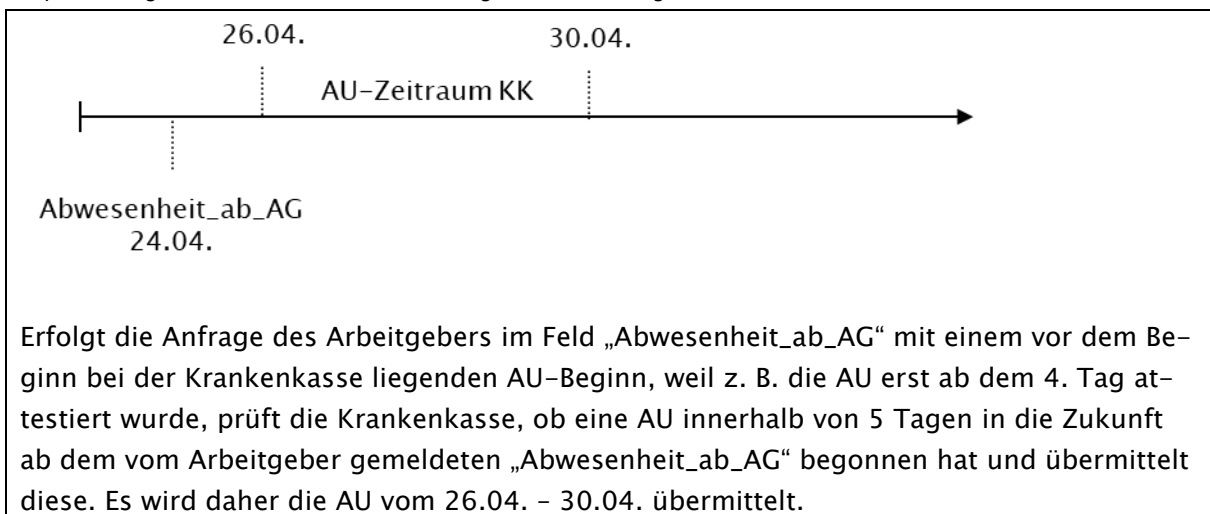 26.04.
30.04.
AU-Zeitraum KK
Abwesenheit_ab_AG
24.04.
Erfolgt die Anfrage des Arbeitgebers im Feld „Abwesenheit_ab_AG“ mit einem vor dem Be-
ginn bei der Krankenkasse liegenden AU-Beginn, weil z. B. die AU erst ab dem 4. Tag at-
testiert wurde, prüft die Krankenkasse, ob eine AU innerhalb von 5 Tagen in die Zukunft
ab dem vom Arbeitgeber gemeldeten „Abwesenheit_ab_AG“ begonnen hat und übermittelt
diese. Es wird daher die AU vom 26.04. – 30.04. übermittelt.